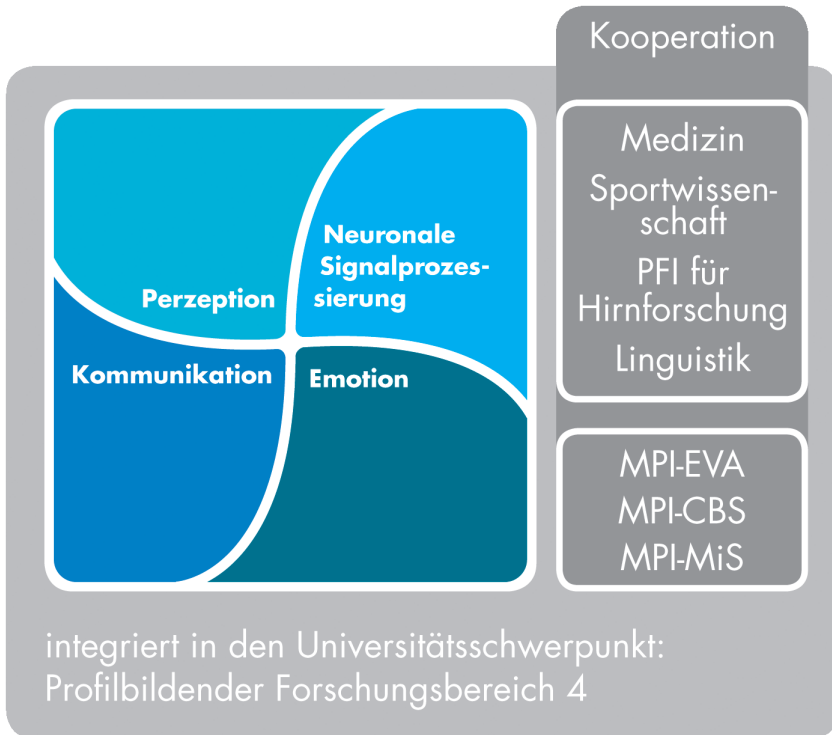 Kooperation
Perzeption
Neuronale
Signalprozes-
sierung
Kommunikation
Emotion
Medizin
Sportwissen-
schaft
PFI für
Hirnforschung
Linguistik
MPI-EVA
MPI-CBS
MPI-MiS
integriert in den Universitätsschwerpunkt:
Profilbildender Forschungsbereich 4